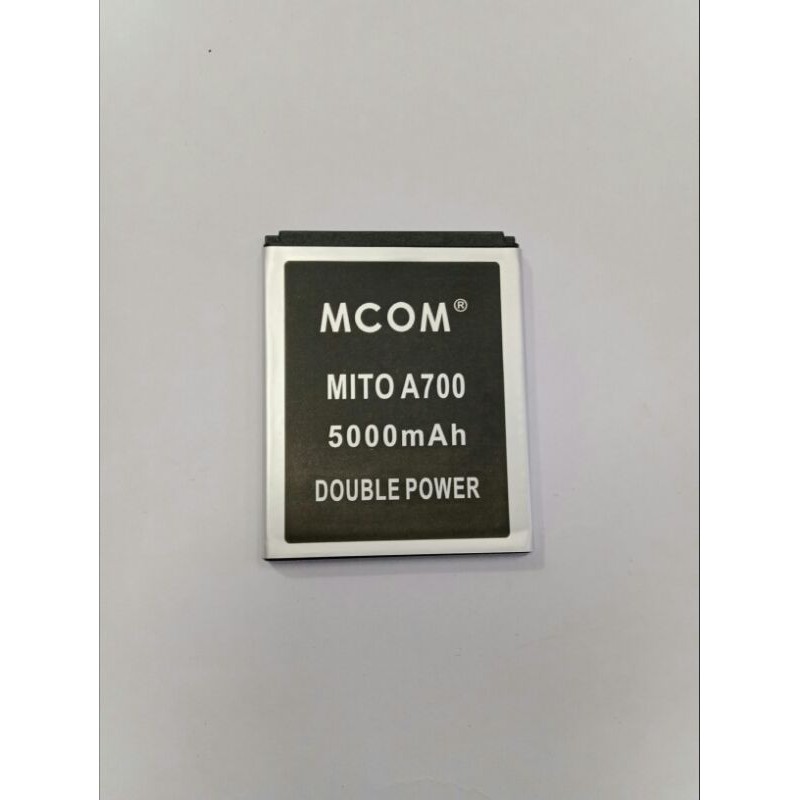 MCOM®
MITO A700
5000mAh
DOUBLE POWER